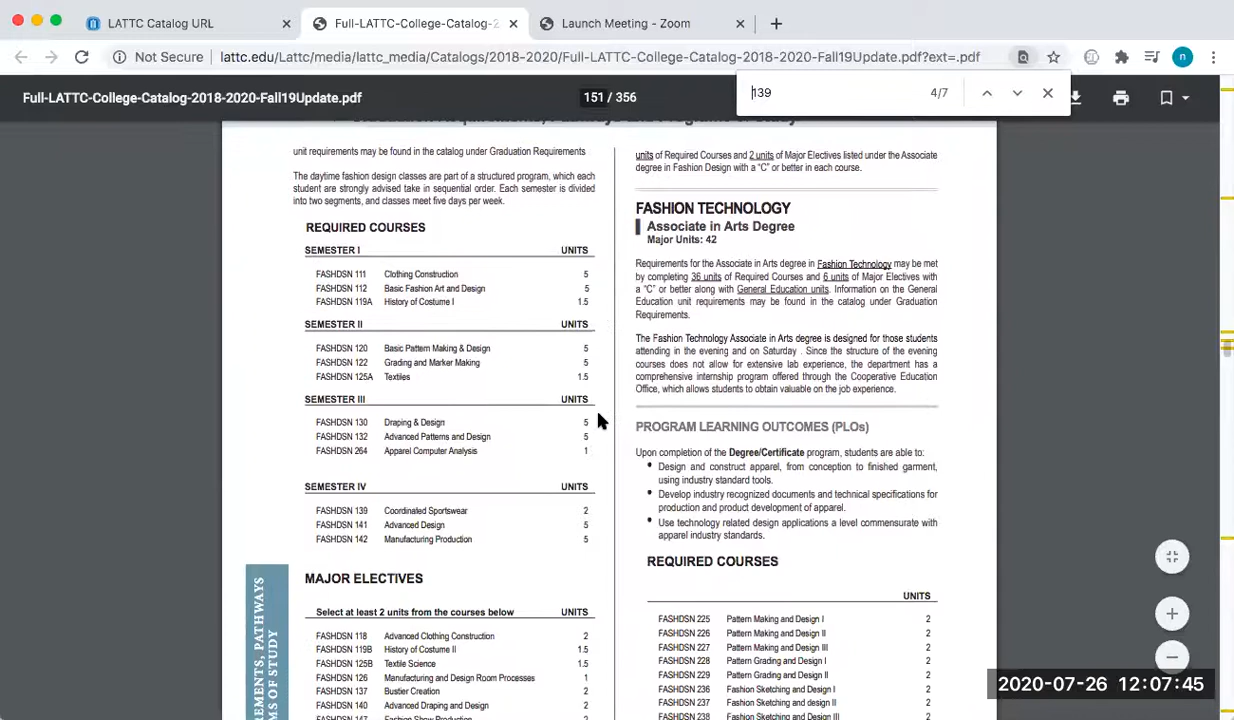 LATTC Catalog URL
Full-LATTC-College-Catalog-2
Launch Meeting - Zoom
Not Secure
lattc.edu/Lattc/media/lattc_media/Catalogs/2018-2020/Full-LATTC-College-Catalog-2018-2020-Fall19Update.pdf?ext=.pdf
n
Full-LATTC-College-Catalog-2018-2020-Fall19Update.pdf
151 / 356
139
4/7
unit requirements may be found in the catalog under Graduation Requirements
The daytime fashion design classes are part of a structured program, which each
student are strongly advised take in sequential order. Each semester is divided
into two segments, and classes meet five days per week.
REQUIRED COURSES
SEMESTER I UNITS
FASHDSN 111 Clothing Construction 5
FASHDSN 112 Basic Fashion Art and Design 5
FASHDSN 119A History of Costume I 1.5
SEMESTER II UNITS
FASHDSN 120 Basic Pattern Making & Design 5
FASHDSN 122 Grading and Marker Making 5
FASHDSN 125A Textiles 1.5
SEMESTER III UNITS
FASHDSN 130 Draping & Design 5
FASHDSN 132 Advanced Patterns and Design 5
FASHDSN 264 Apparel Computer Analysis 1
SEMESTER IV UNITS
FASHDSN 139 Coordinated Sportswear 2
FASHDSN 141 Advanced Design 5
FASHDSN 142 Manufacturing Production 5
MAJOR ELECTIVES
Select at least 2 units from the courses below UNITS
FASHDSN 118 Advanced Clothing Construction 2
FASHDSN 119B History of Costume II 1.5
FASHDSN 125B Textile Science 1.5
FASHDSN 126 Manufacturing and Design Room Processes 1
FASHDSN 137 Bustier Creation 2
FASHDSN 140 Advanced Draping and Design 2
FASHDSN 147 Fashion Show Production 2
units of Required Courses and 2 units of Major Electives listed under the Associate
degree in Fashion Design with a “C” or better in each course.
FASHION TECHNOLOGY
Associate in Arts Degree
Major Units: 42
Requirements for the Associate in Arts degree in Fashion Technology may be met
by completing 36 units of Required Courses and 6 units of Major Electives with
a “C” or better along with General Education units. Information on the General
Education unit requirements may be found in the catalog under Graduation
Requirements.
The Fashion Technology Associate in Arts degree is designed for those students
attending in the evening and on Saturday . Since the structure of the evening
courses does not allow for extensive lab experience, the department has a
comprehensive internship program offered through the Cooperative Education
Office, which allows students to obtain valuable on the job experience.
PROGRAM LEARNING OUTCOMES (PLOs)
Upon completion of the Degree/Certificate program, students are able to:
• Design and construct apparel, from conception to finished garment,
using industry standard tools.
• Develop industry recognized documents and technical specifications for
production and product development of apparel.
• Use technology related design applications a level commensurate with
apparel industry standards.
REQUIRED COURSES
UNITS
FASHDSN 225 Pattern Making and Design I 2
FASHDSN 226 Pattern Making and Design II 2
FASHDSN 227 Pattern Making and Design III 2
FASHDSN 228 Pattern Grading and Design I 2
FASHDSN 229 Pattern Grading and Design II 2
FASHDSN 236 Fashion Sketching and Design I 2
FASHDSN 237 Fashion Sketching and Design II 2
FASHDSN 238 Fashion Sketching and Design III 2
REMENTS, PATHWAYS
MS OF STUDY
2020-07-26 12:07:45